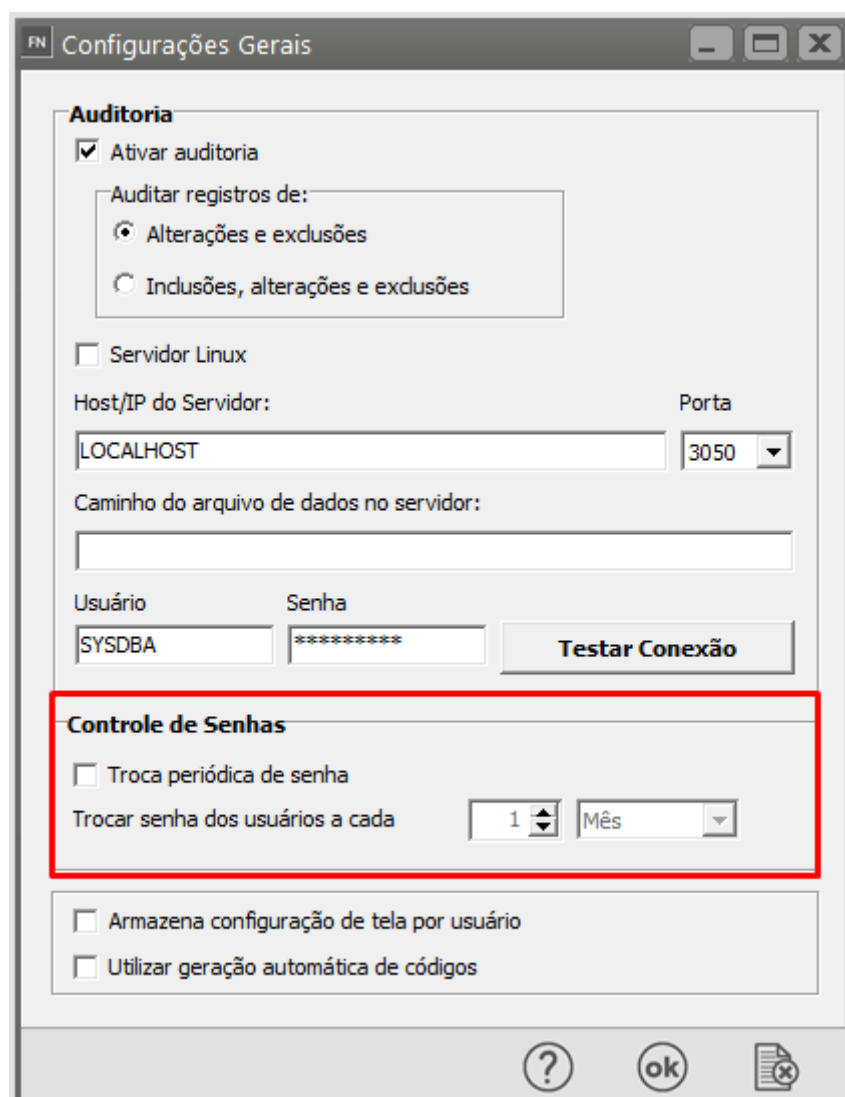 FN Configurações Gerais
Auditoria
Ativar auditoria
Auditar registros de:
Alterações e exclusões
Inclusões, alterações e exclusões
Servidor Linux
Host/IP do Servidor: Porta
LOCALHOST 3050
Caminho do arquivo de dados no servidor:
Usuário Senha
SYSDBA ********* Testar Conexão
Controle de Senhas
Troca periódica de senha
Trocar senha dos usuários a cada 1 Mês
Armazena configuração de tela por usuário
Utilizar geração automática de códigos
? ok